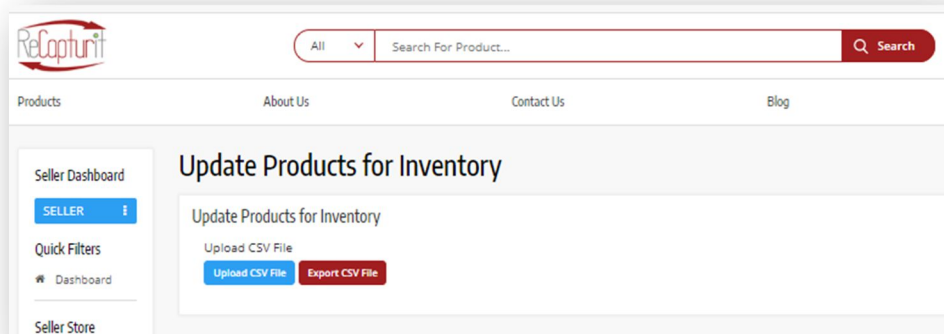 ReCapturit
All
Search For Product...
Search
Products
About Us
Contact Us
Blog
Seller Dashboard
SELLER
Quick Filters
Dashboard
Seller Store
Update Products for Inventory
Update Products for Inventory
Upload CSV File
Upload CSV File
Export CSV File